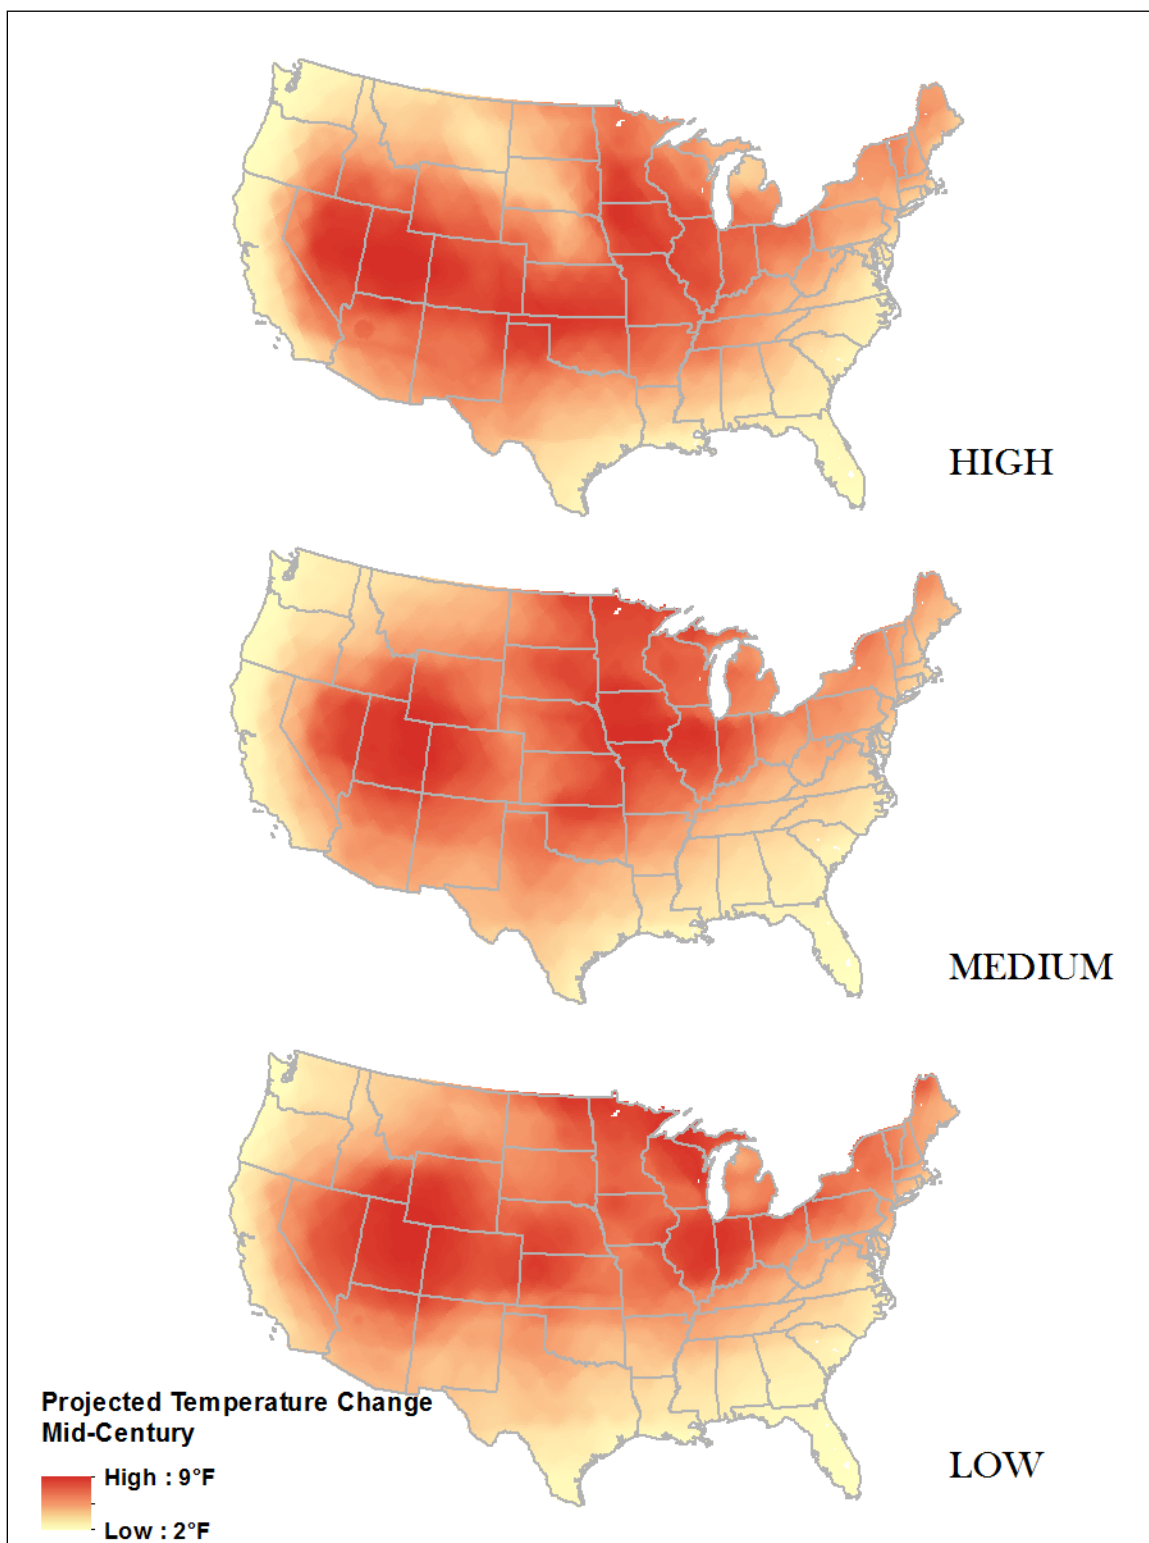 HIGH
MEDIUM
LOW
Projected Temperature Change
Mid-Century
High : 9°F
Low : 2°F